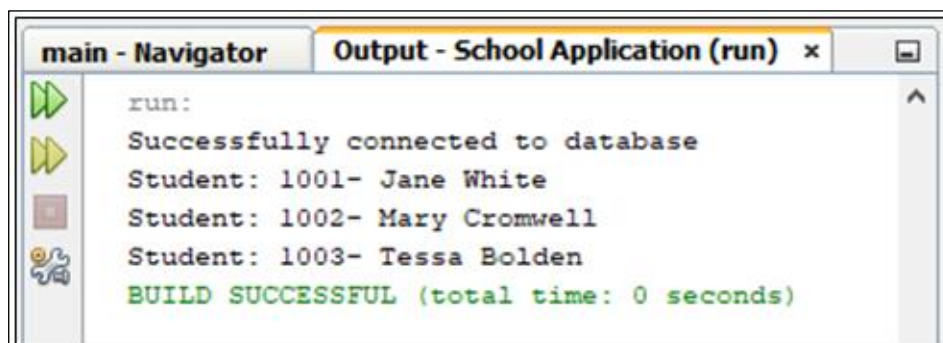 main - Navigator
Output - School Application (run) ×
run:
Successfully connected to database
Student: 1001- Jane White
Student: 1002- Mary Cromwell
Student: 1003- Tessa Bolden
BUILD SUCCESSFUL (total time: 0 seconds)